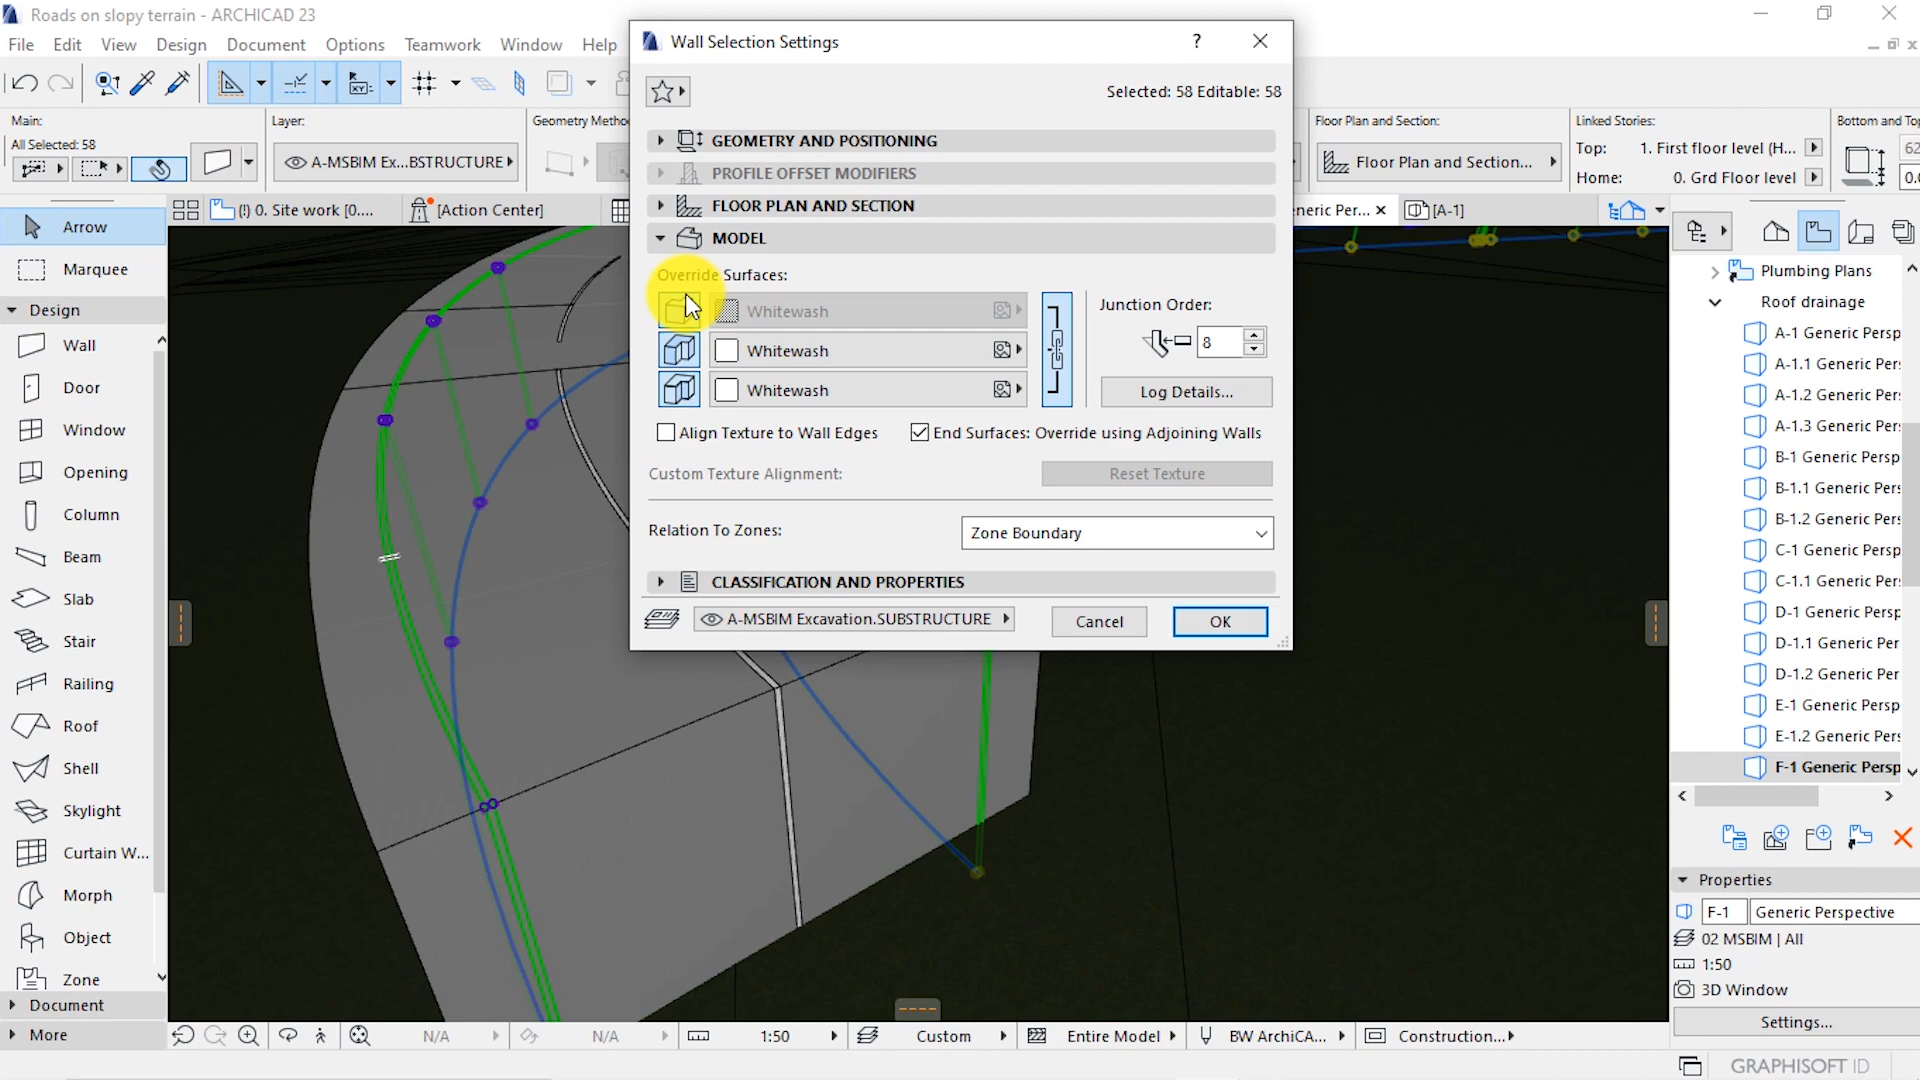 Roads on slopy terrain - ARCHICAD 23
File Edit View Design Document Options Teamwork Window Help
Main:
All Selected: 58
Layer:
A-MSBIM Ex...BSTRUCTURE
Geometry Metho
Floor Plan and Section:
Floor Plan and Section...
Linked Stories:
Top: 1. First floor level (H...
Home: 0. Grd Floor level
Bottom and Top
62
0.0
(!) 0. Site work [0....
[Action Center]
eneric Per...
[A-1]
Arrow
Marquee
Design
Wall
Door
Window
Opening
Column
Beam
Slab
Stair
Railing
Roof
Shell
Skylight
Curtain W...
Morph
Object
Zone
Document
More
Wall Selection Settings
?
Selected: 58 Editable: 58
GEOMETRY AND POSITIONING
PROFILE OFFSET MODIFIERS
FLOOR PLAN AND SECTION
MODEL
Override Surfaces:
Whitewash
Whitewash
Whitewash
Junction Order:
8
Log Details...
Align Texture to Wall Edges
End Surfaces: Override using Adjoining Walls
Custom Texture Alignment:
Reset Texture
Relation To Zones:
Zone Boundary
CLASSIFICATION AND PROPERTIES
A-MSBIM Excavation.SUBSTRUCTURE
Cancel
OK
Plumbing Plans
Roof drainage
A-1 Generic Persp
A-1.1 Generic Per
A-1.2 Generic Per
A-1.3 Generic Per
B-1 Generic Persp
B-1.1 Generic Per
B-1.2 Generic Per
C-1 Generic Persp
C-1.1 Generic Per
D-1 Generic Persp
D-1.1 Generic Per
D-1.2 Generic Per
E-1 Generic Persp
E-1.2 Generic Per
F-1 Generic Persp
Properties
F-1 Generic Perspective
02 MSBIM | All
1:50
3D Window
Settings...
N/A
N/A
1:50
Custom
Entire Model
BW ArchiCA...
Construction...
GRAPHISOFT ID